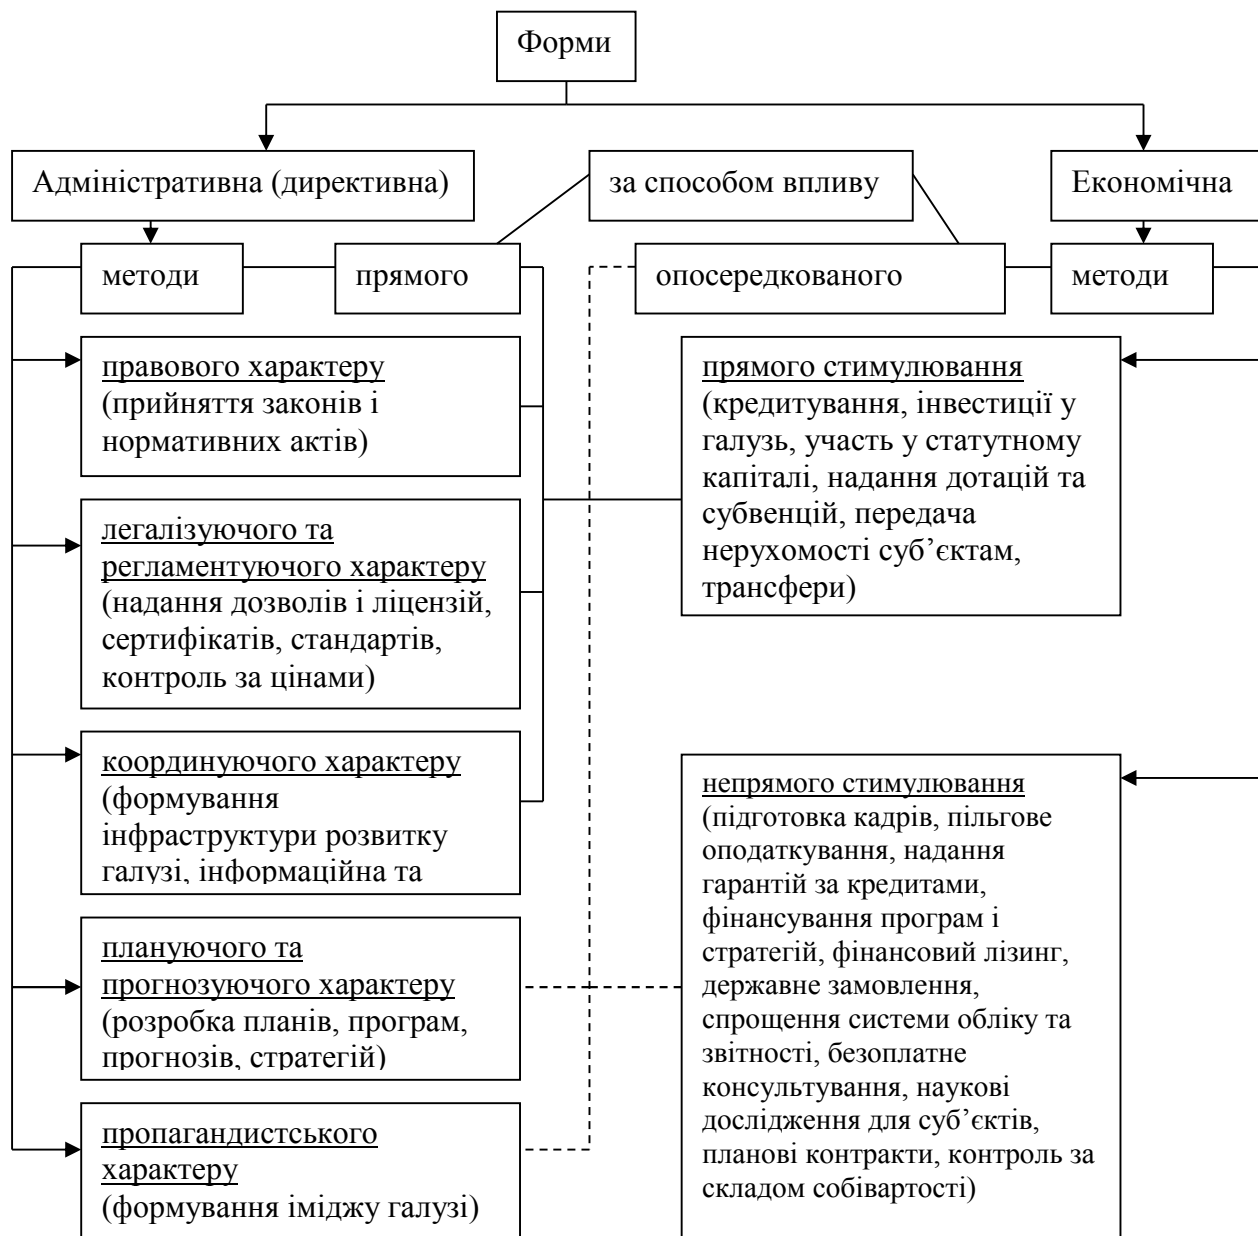 Форми
Адміністративна (директивна)
за способом впливу
Економічна
методи
прямого
опосередкованого
методи
правового характеру
(прийняття законів і
нормативних актів)
легалізуючого та
регламентуючого характеру
(надання дозволів і ліцензій,
сертифікатів, стандартів,
контроль за цінами)
координуючого характеру
(формування
інфраструктури розвитку
галузі, інформаційна та
плануючого та
прогнозуючого характеру
(розробка планів, програм,
прогнозів, стратегій)
пропагандистського
характеру
(формування іміджу галузі)
прямого стимулювання
(кредитування, інвестиції у
галузь, участь у статутному
капіталі, надання дотацій та
субвенцій, передача
нерухомості суб’єктам,
трансфери)
непрямого стимулювання
(підготовка кадрів, пільгове
оподаткування, надання
гарантій за кредитами,
фінансування програм і
стратегій, фінансовий лізинг,
державне замовлення,
спрощення системи обліку та
звітності, безоплатне
консультування, наукові
дослідження для суб’єктів,
планові контракти, контроль за
складом собівартості)